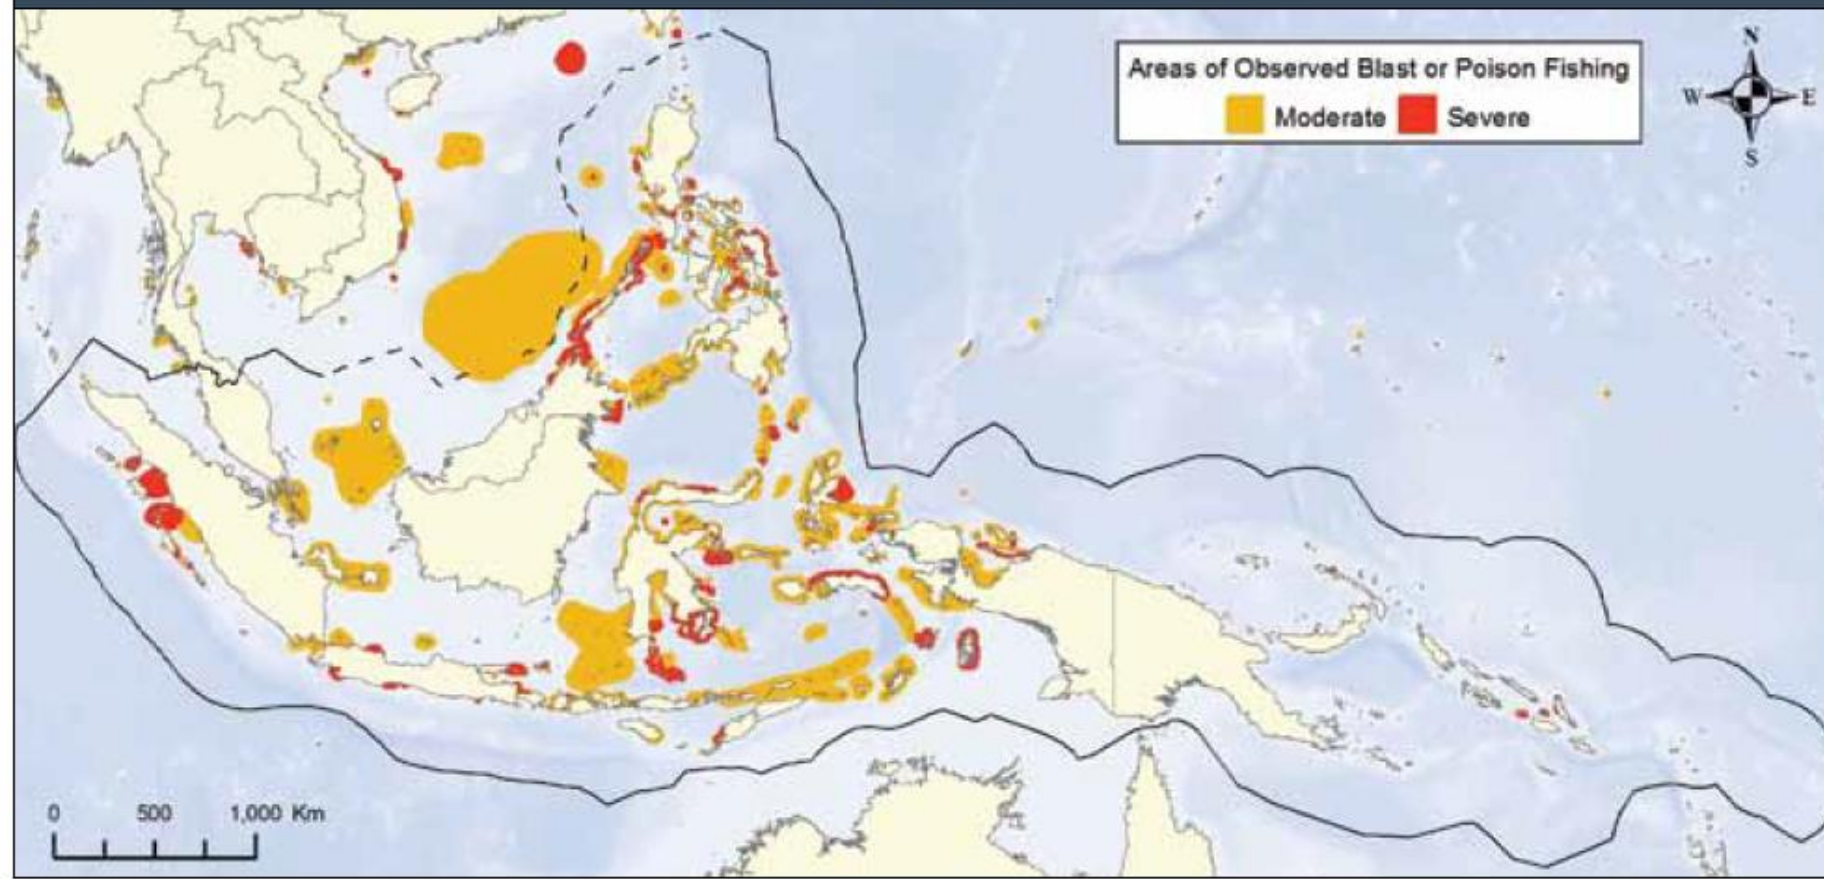 Areas of Observed Blast or Poison Fishing
Moderate Severe
N
W E
S
0 500 1,000 Km